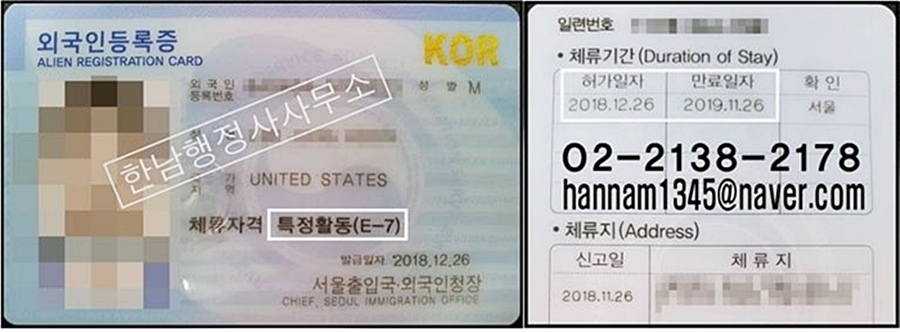 외국인등록증
ALIEN REGISTRATION CARD
KOR
외국인
등록번호
성 별 M
한남행정사사무소
지 역
UNITED STATES
체류자격 특정활동(E-7)
발급일자 2018.12.26
서울출입국·외국인청장
CHIEF, SEOUL IMMIGRATION OFFICE
일련번호
• 체류기간 (Duration of Stay)
허가일자 만료일자 확 인
2018.12.26 2019.11.26 서울
02-2138-2178
hannam1345@naver.com
• 체류지 (Address)
신고일 체 류 지
2018.11.26